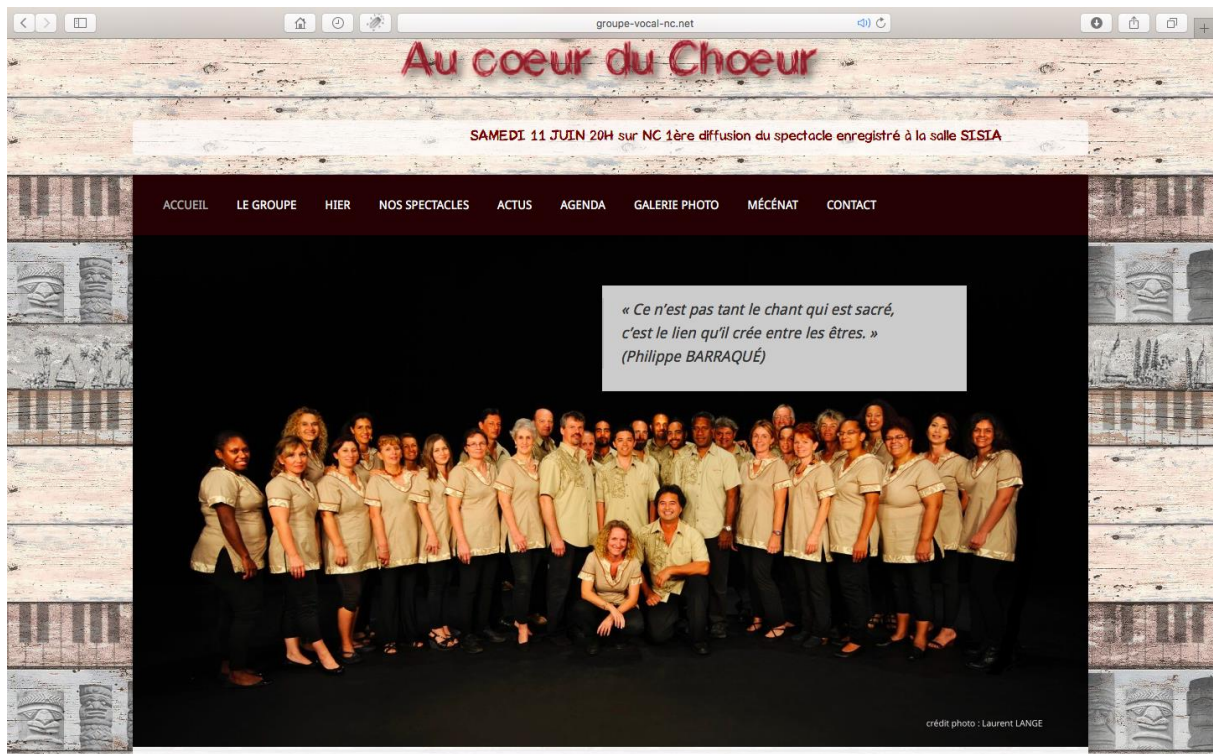 groupe-vocal-nc.net
Au coeur du Choeur
SAMEDI 11 JUIN 20H sur NC 1ère diffusion du spectacle enregistré à la salle SISIA
ACCUEIL LE GROUPE HIER NOS SPECTACLES ACTUS AGENDA GALERIE PHOTO MÉCÉNAT CONTACT
« Ce n'est pas tant le chant qui est sacré,
c'est le lien qu'il crée entre les êtres. »
(Philippe BARRAQUÉ)
crédit photo : Laurent LANGE